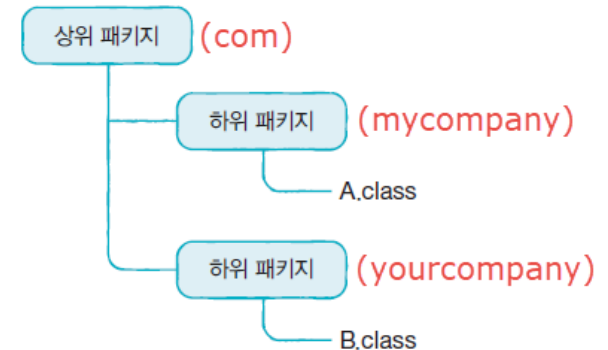 상위 패키지 (com)
하위 패키지 (mycompany)
A.class
하위 패키지 (yourcompany)
B.class